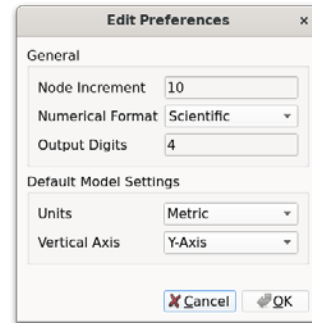 Edit Preferences ×
General
Node Increment 10
Numerical Format Scientific
Output Digits 4
Default Model Settings
Units Metric
Vertical Axis Y-Axis
Cancel OK